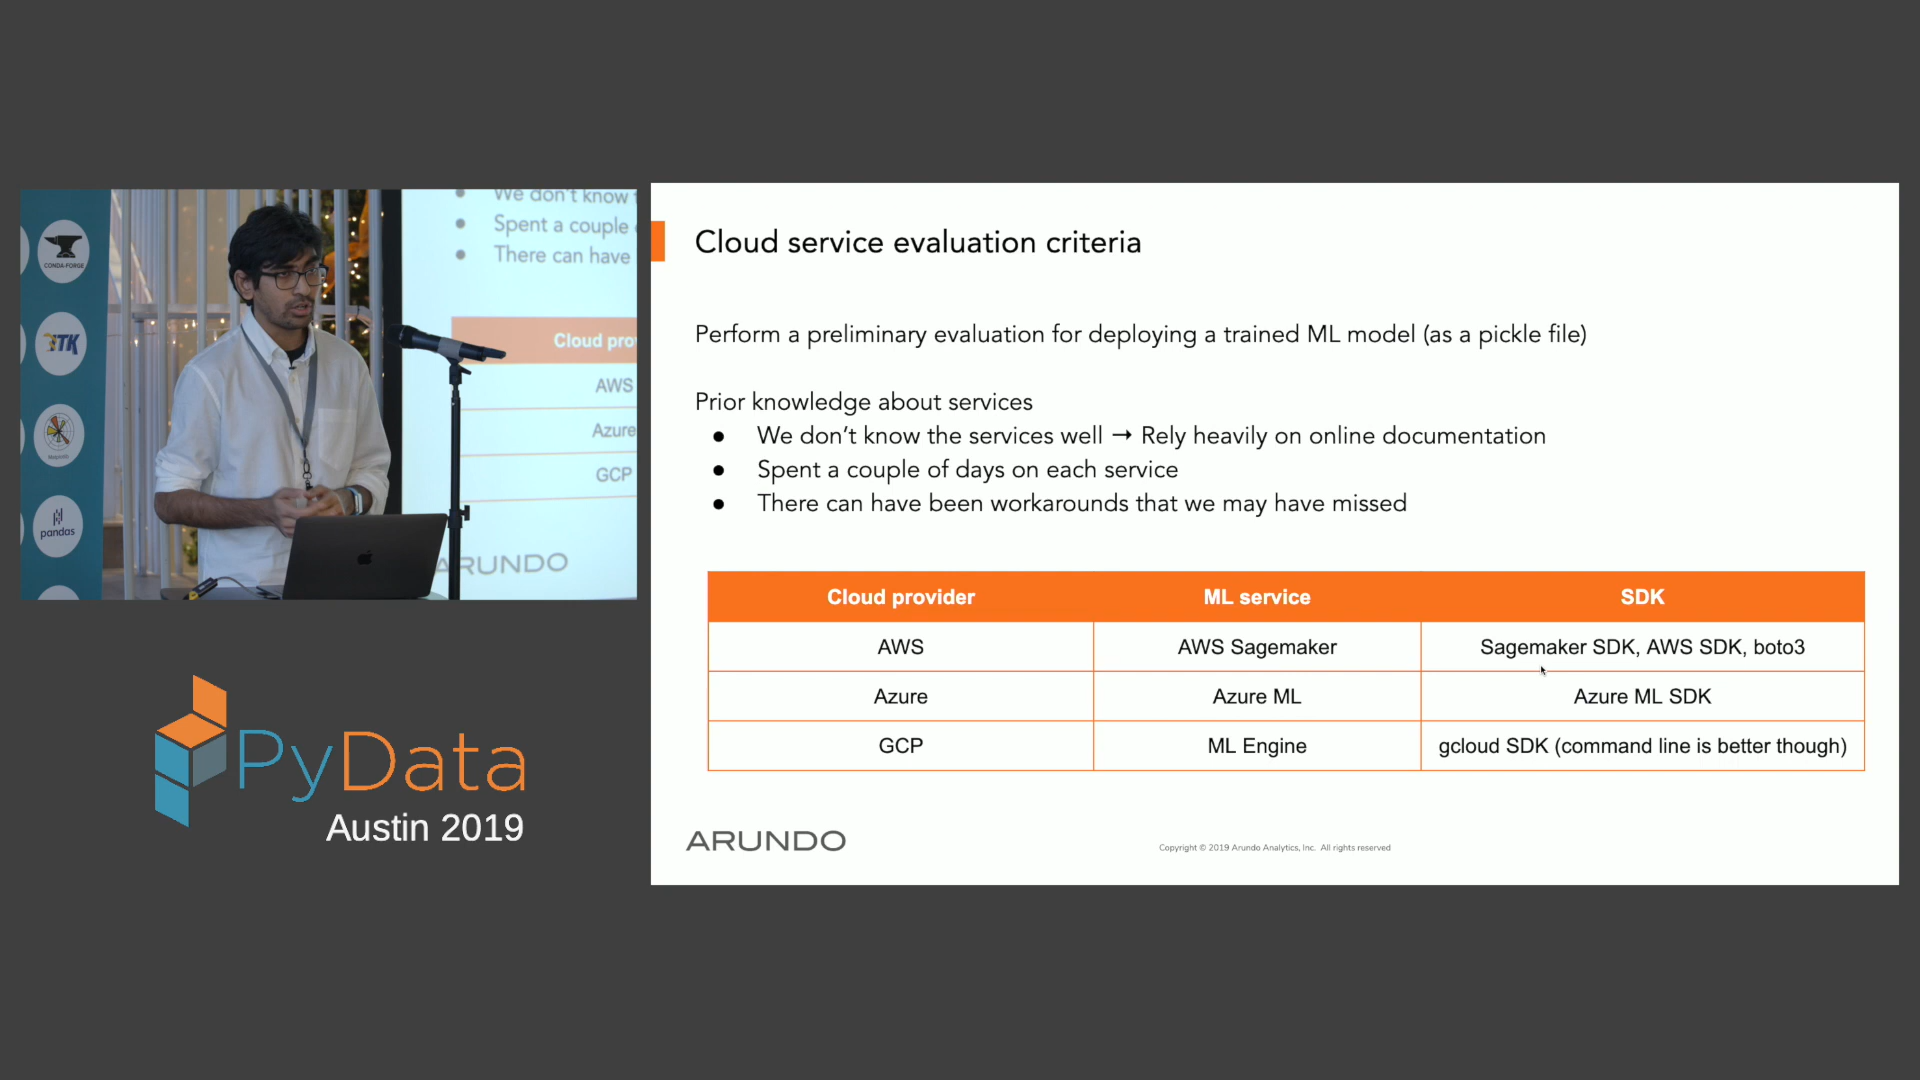 We don't know
Spent a couple
There can have
Cloud pro
AWS
Azure
GCP
ARUNDO
CONDA-FORGE
ITK
matplotlib
pandas
PyData
Austin 2019
Cloud service evaluation criteria
Perform a preliminary evaluation for deploying a trained ML model (as a pickle file)
Prior knowledge about services
● We don't know the services well → Rely heavily on online documentation
● Spent a couple of days on each service
● There can have been workarounds that we may have missed
Cloud provider ML service SDK
AWS AWS Sagemaker Sagemaker SDK, AWS SDK, boto3
Azure Azure ML Azure ML SDK
GCP ML Engine gcloud SDK (command line is better though)
ARUNDO
Copyright © 2019 Arundo Analytics, Inc. All rights reserved